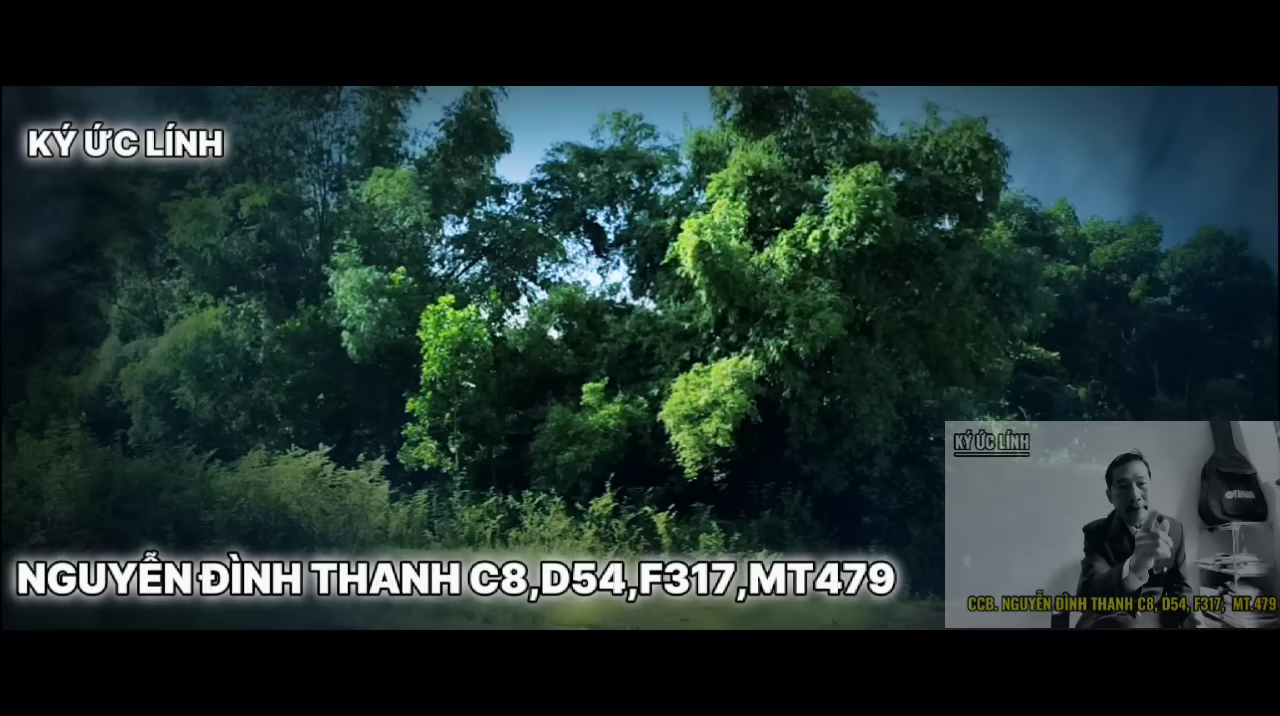 KÝ ỨC LÍNH
NGUYỄN ĐÌNH THANH C8,D54,F317,MT479
KÝ ỨC LÍNH
CCB. NGUYỄN ĐÌNH THANH C8, D54, F317, MT.479